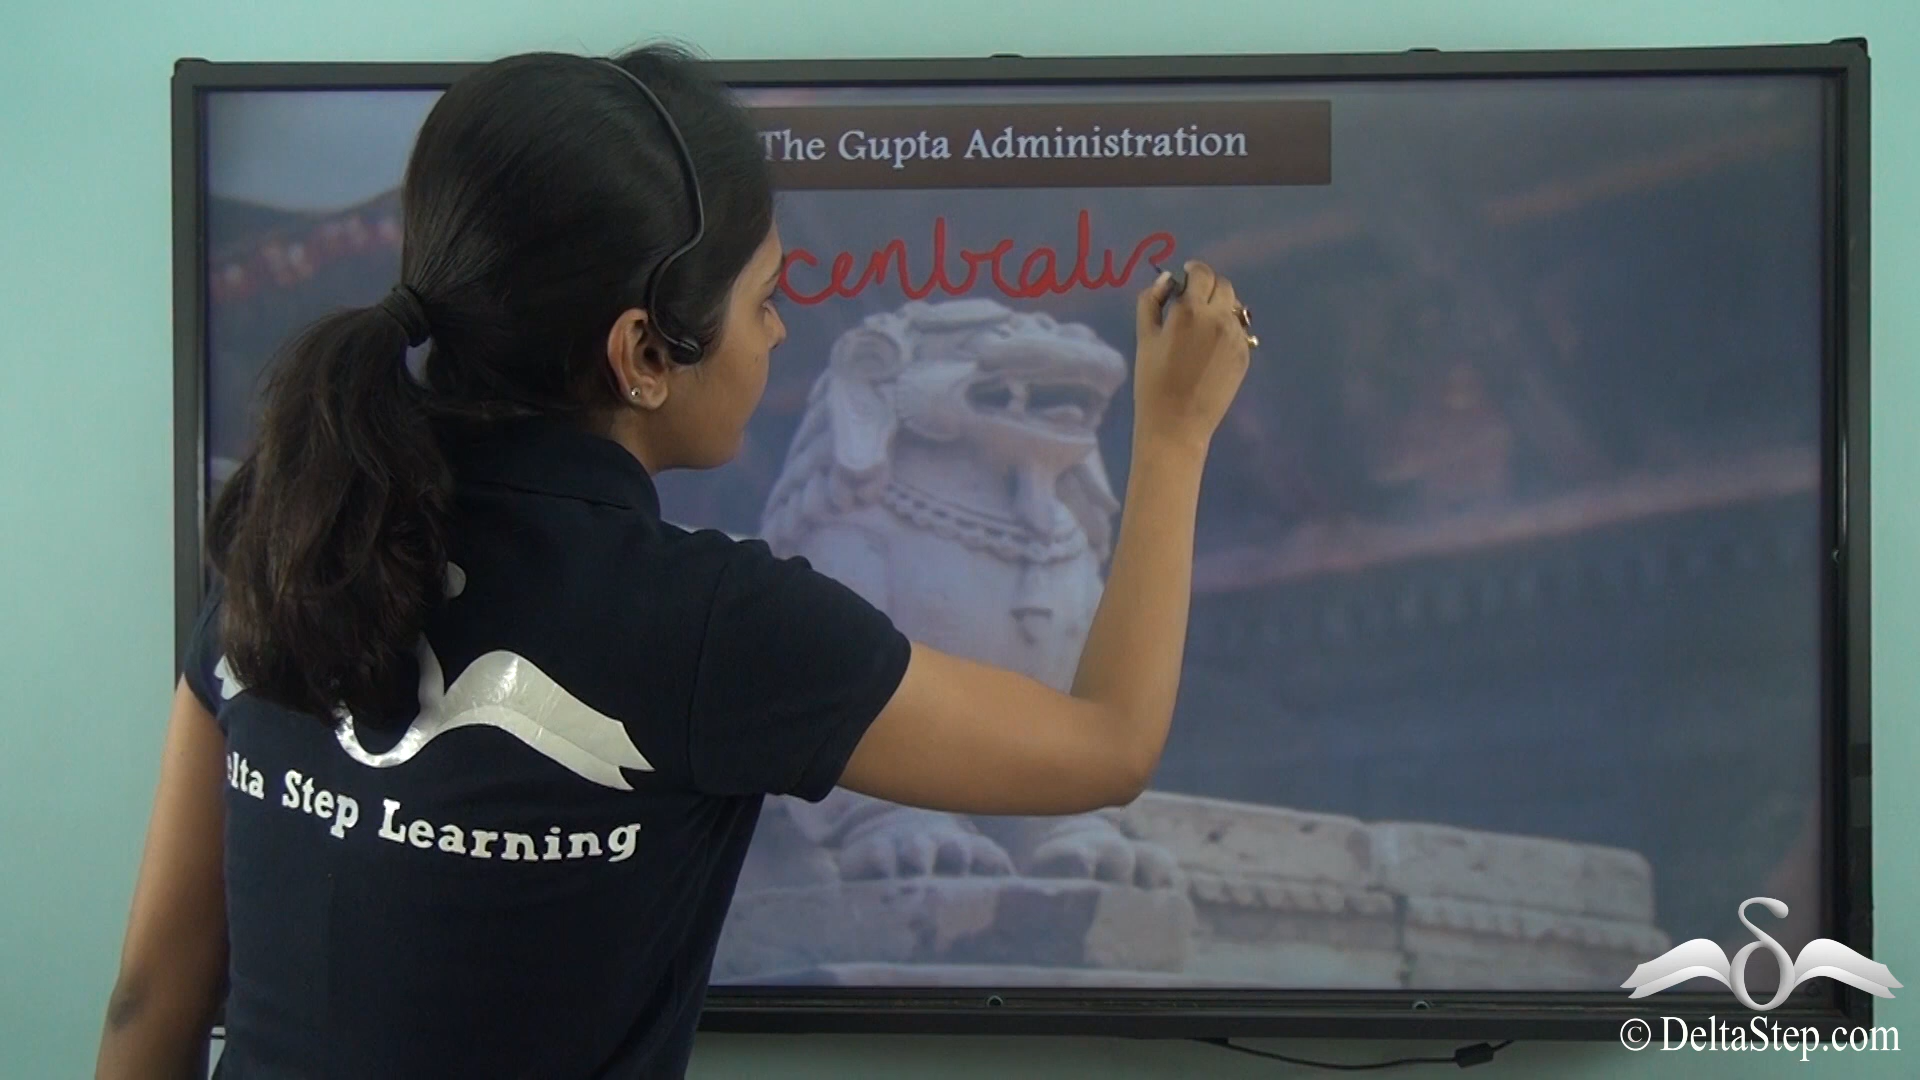 The Gupta Administration
centraliz
elta Step Learning
© DeltaStep.com